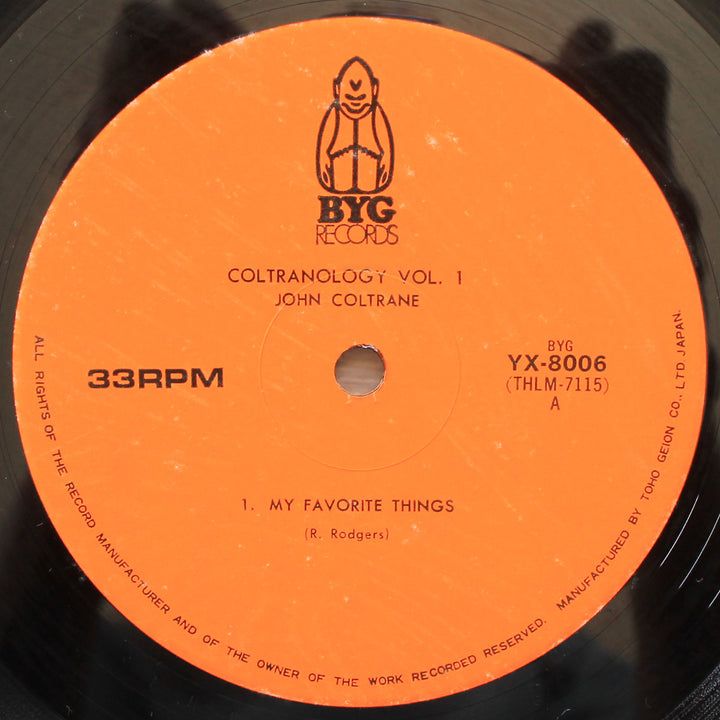 BYG
RECORDS
COLTRANOLOGY VOL. 1
JOHN COLTRANE
33RPM
BYG
YX-8006
(THLM-7115)
A
1. MY FAVORITE THINGS
(R. Rodgers)
ALL RIGHTS OF THE RECORD MANUFACTURER AND OF THE OWNER OF THE WORK RECORDED RESERVED. MANUFACTURED BY TOHO GEION CO., LTD JAPAN.